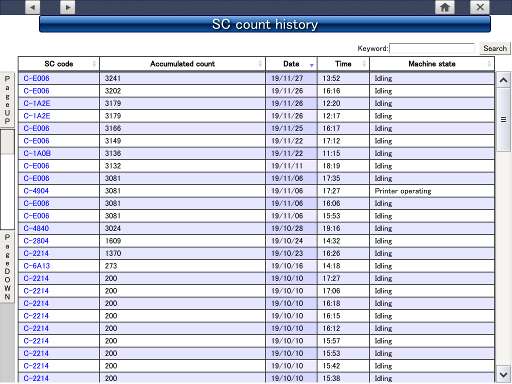 SC count history
Keyword: Search
SC code Accumulated count Date Time Machine state
PageUP
C-E006 3241 19/11/27 13:52 Idling
C-E006 3202 19/11/26 16:16 Idling
C-1A2E 3179 19/11/26 12:20 Idling
C-1A2E 3179 19/11/26 12:17 Idling
C-E006 3166 19/11/25 16:17 Idling
C-E006 3149 19/11/22 17:12 Idling
C-1A0B 3136 19/11/22 11:15 Idling
C-E006 3132 19/11/11 18:19 Idling
C-E006 3081 19/11/06 17:35 Idling
C-4904 3081 19/11/06 17:27 Printer operating
C-E006 3081 19/11/06 16:06 Idling
C-E006 3081 19/11/06 15:53 Idling
C-4840 3024 19/10/28 19:16 Idling
PageDOWN
C-2804 1609 19/10/24 14:32 Idling
C-2214 1370 19/10/23 16:26 Idling
C-6A13 273 19/10/16 14:18 Idling
C-2214 200 19/10/10 17:27 Idling
C-2214 200 19/10/10 17:06 Idling
C-2214 200 19/10/10 16:18 Idling
C-2214 200 19/10/10 16:15 Idling
C-2214 200 19/10/10 16:12 Idling
C-2214 200 19/10/10 15:57 Idling
C-2214 200 19/10/10 15:53 Idling
C-2214 200 19/10/10 15:42 Idling
C-2214 200 19/10/10 15:38 Idling